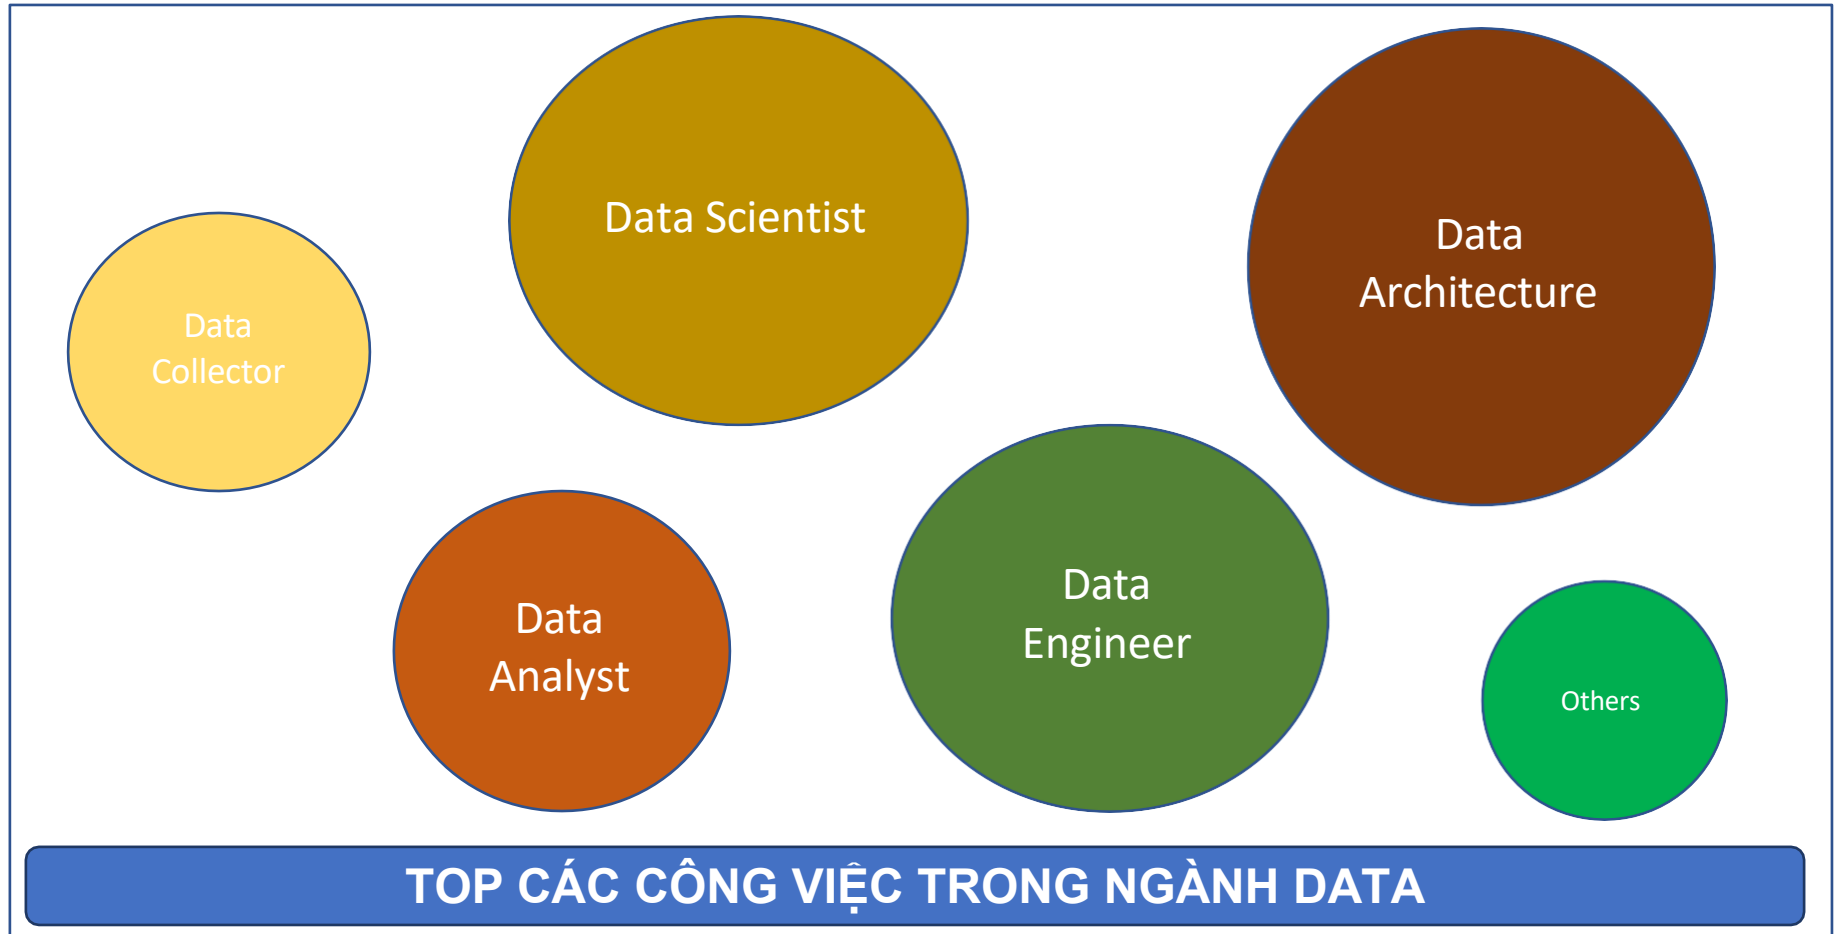 Data Scientist
Data
Architecture
Data
Collector
Data
Analyst
Data
Engineer
Others
TOP CÁC CÔNG VIỆC TRONG NGÀNH DATA